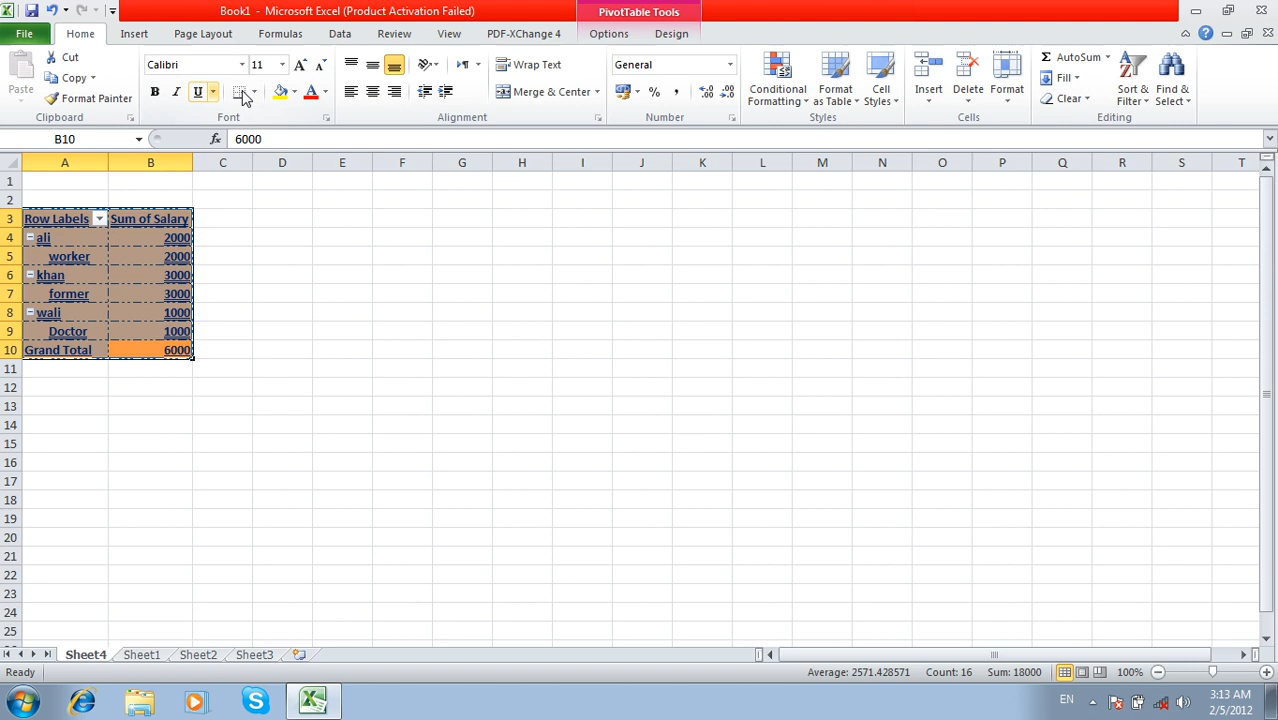 Book1 - Microsoft Excel (Product Activation Failed)
PivotTable Tools
File Home Insert Page Layout Formulas Data Review View PDF-XChange 4 Options Design
Paste
Cut
Copy
Format Painter
Clipboard
Calibri 11
B I U
Font
Wrap Text
Merge & Center
Alignment
General
% ,
Number
Conditional Formatting
Format as Table
Cell Styles
Styles
Insert
Delete
Format
Cells
AutoSum
Fill
Clear
Sort & Filter
Find & Select
Editing
B10 fx 6000
A B C D E F G H I J K L M N O P Q R S T
1
2
3 Row Labels Sum of Salary
4 ali 2000
5 worker 2000
6 khan 3000
7 former 3000
8 wali 1000
9 Doctor 1000
10 Grand Total 6000
11
12
13
14
15
16
17
18
19
20
21
22
23
24
25
Sheet4 Sheet1 Sheet2 Sheet3
Ready Average: 2571.428571 Count: 16 Sum: 18000 100%
EN 3:13 AM
2/5/2012